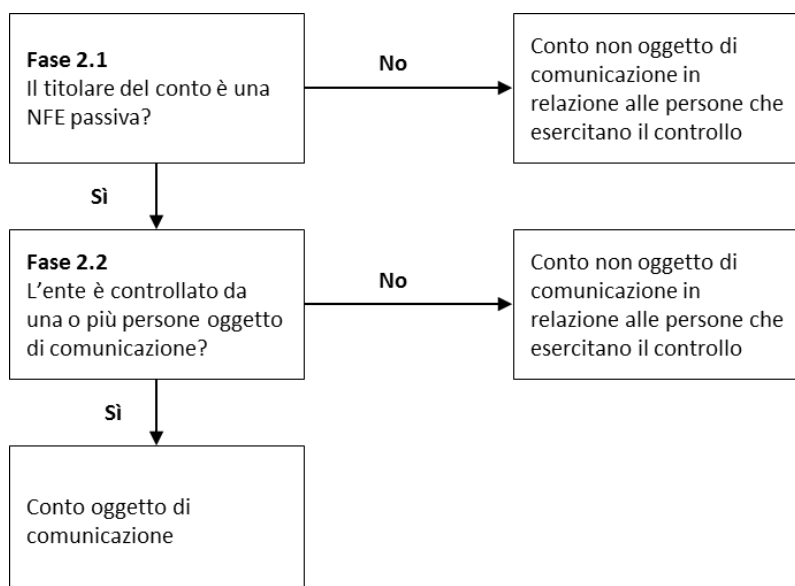 Fase 2.1
Il titolare del conto è una
NFE passiva?
No
Conto non oggetto di
comunicazione in
relazione alle persone che
esercitano il controllo
Sì
Fase 2.2
L'ente è controllato da
una o più persone oggetto
di comunicazione?
No
Conto non oggetto di
comunicazione in
relazione alle persone che
esercitano il controllo
Sì
Conto oggetto di
comunicazione